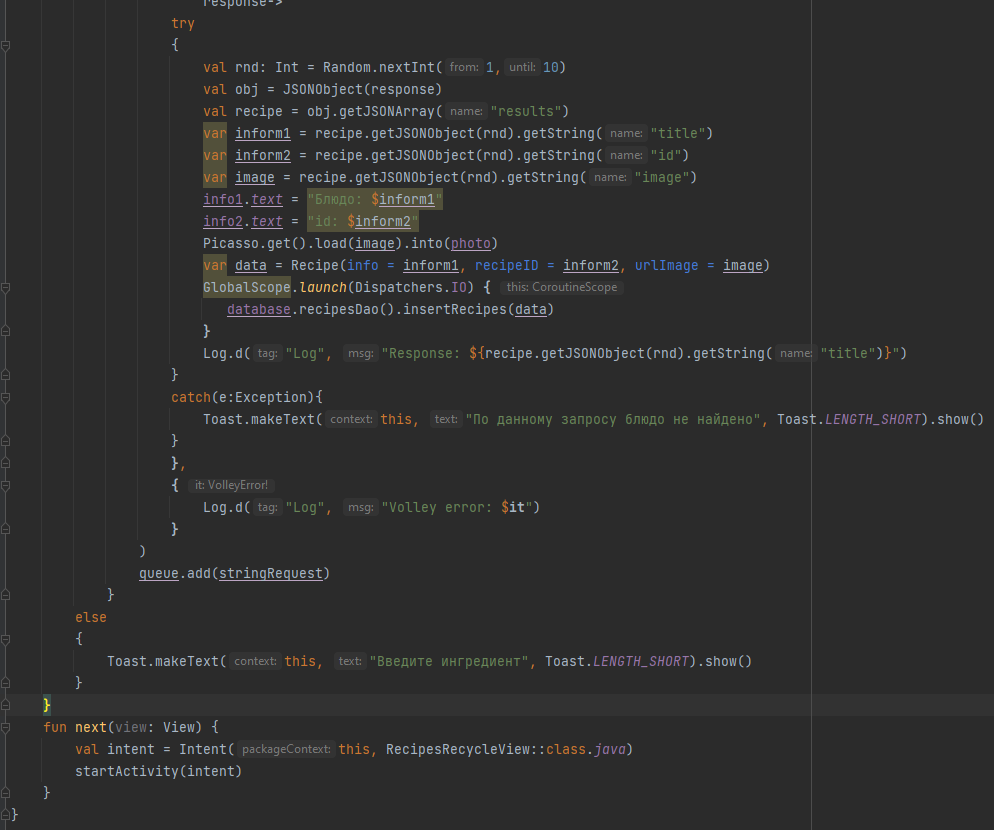 response->
try
{
val rnd: Int = Random.nextInt( from: 1, until: 10)
val obj = JSONObject(response)
val recipe = obj.getJSONArray( name: "results")
var inform1 = recipe.getJSONObject(rnd).getString( name: "title")
var inform2 = recipe.getJSONObject(rnd).getString( name: "id")
var image = recipe.getJSONObject(rnd).getString( name: "image")
info1.text = "Блюдо: $inform1"
info2.text = "id: $inform2"
Picasso.get().load(image).into(photo)
var data = Recipe(info = inform1, recipeID = inform2, urlImage = image)
GlobalScope.launch(Dispatchers.IO) { this: CoroutineScope
database.recipesDao().insertRecipes(data)
}
Log.d( tag: "Log", msg: "Response: ${recipe.getJSONObject(rnd).getString( name: "title")}")
}
catch(e:Exception){
Toast.makeText( context: this, text: "По данному запросу блюдо не найдено", Toast.LENGTH_SHORT).show()
}
},
{ it: VolleyError!
Log.d( tag: "Log", msg: "Volley error: $it")
}
)
queue.add(stringRequest)
}
else
{
Toast.makeText( context: this, text: "Введите ингредиент", Toast.LENGTH_SHORT).show()
}
}
fun next(view: View) {
val intent = Intent( packageContext: this, RecipesRecycleView::class.java)
startActivity(intent)
}
}